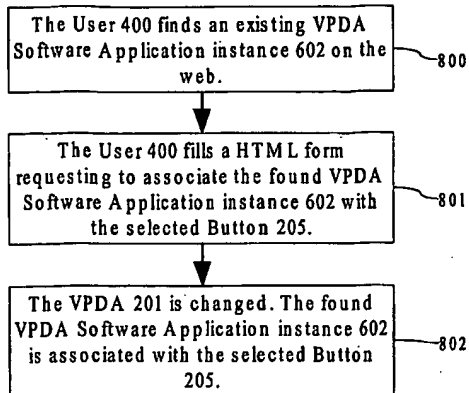 The User 400 finds an existing VPDA
Software Application instance 602 on the
web.
800
The User 400 fills a HTML form
requesting to associate the found VPDA
Software Application instance 602 with
the selected Button 205.
801
The VPDA 201 is changed. The found
VPDA Software Application instance 602
is associated with the selected Button
205.
802